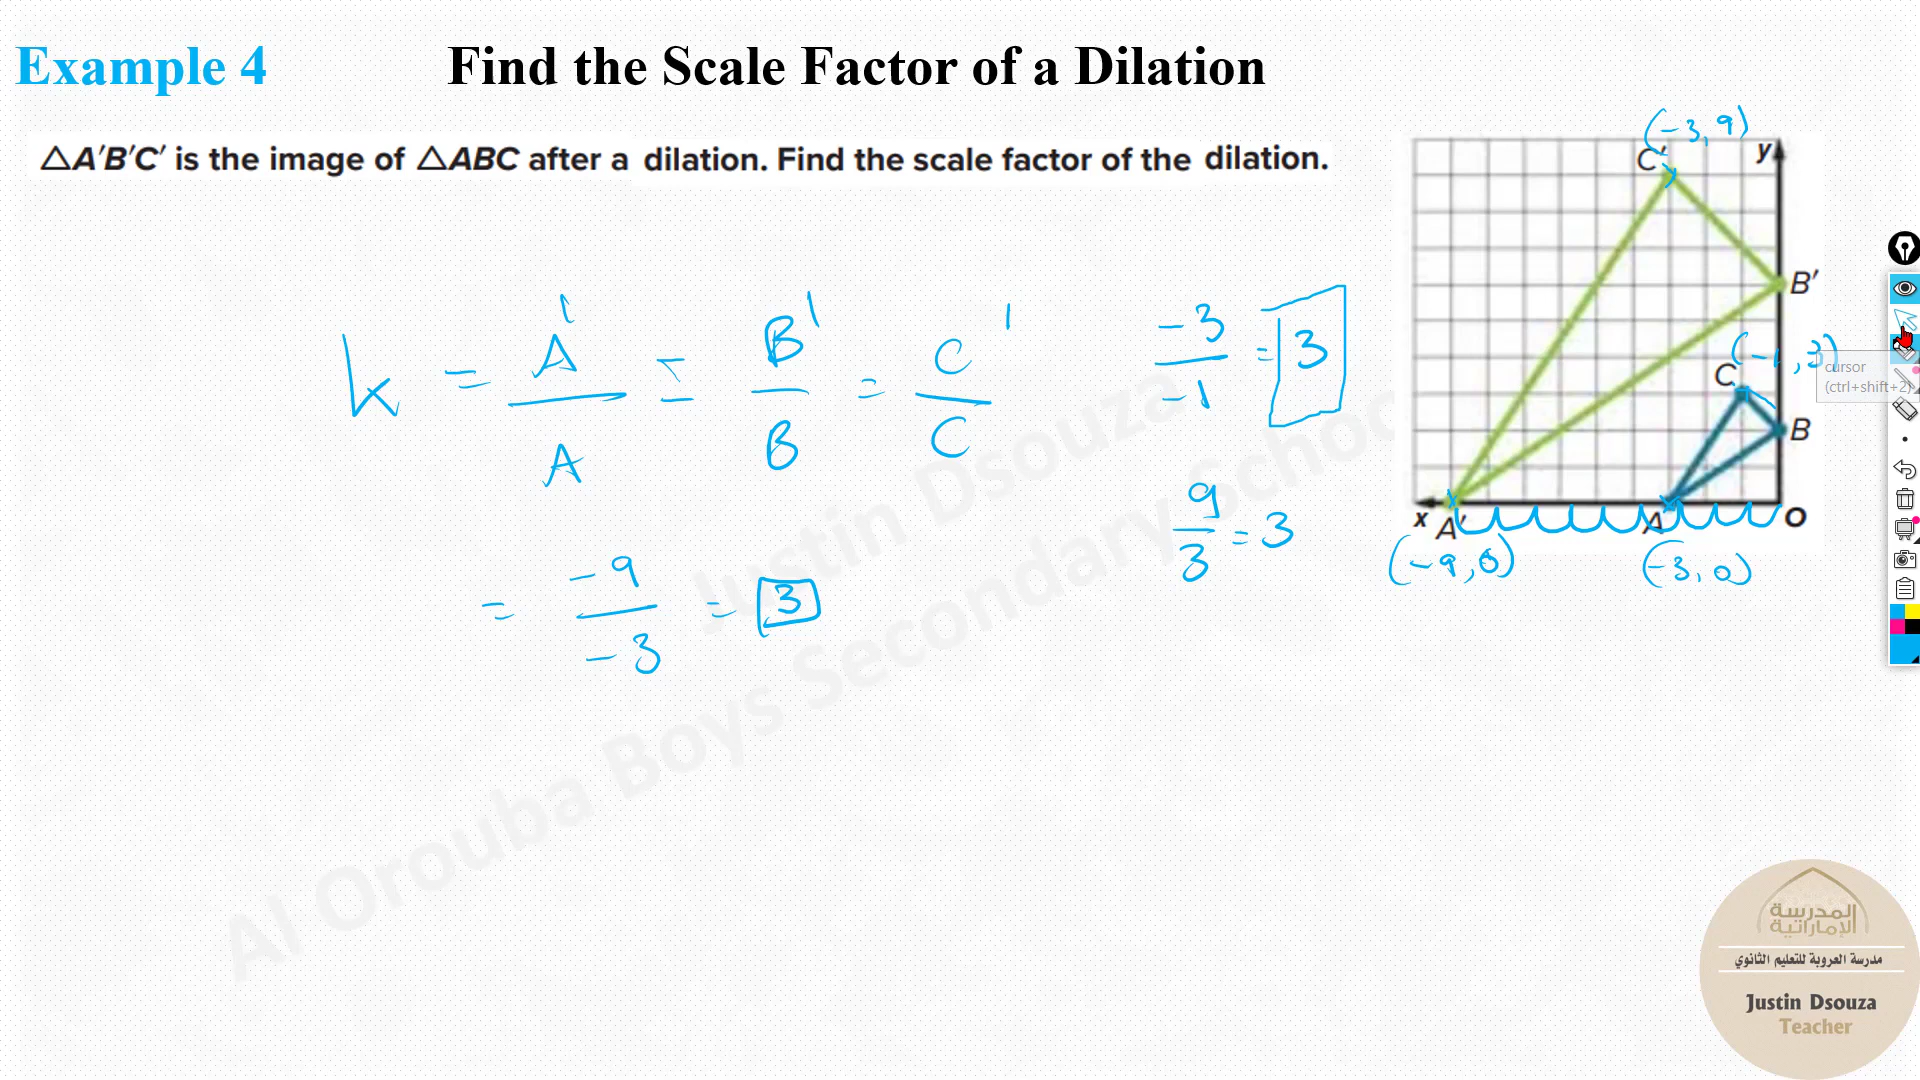 Example 4 Find the Scale Factor of a Dilation
△A′B′C′ is the image of △ABC after a dilation. Find the scale factor of the dilation.
(-3, 9)
C′ y
B′
(-1, 3)
C
B
x A′ A O
(-9, 0) (-3, 0)
k = A′/A = B′/B = C′/C
-3/-1 = 3
9/3 = 3
= -9/-3 = 3
cursor
(ctrl+shift+2)
Justin Dsouza
Al Orouba Boys Secondary School
المدرسة
الإماراتية
مدرسة العروبة للتعليم الثانوي
Justin Dsouza
Teacher